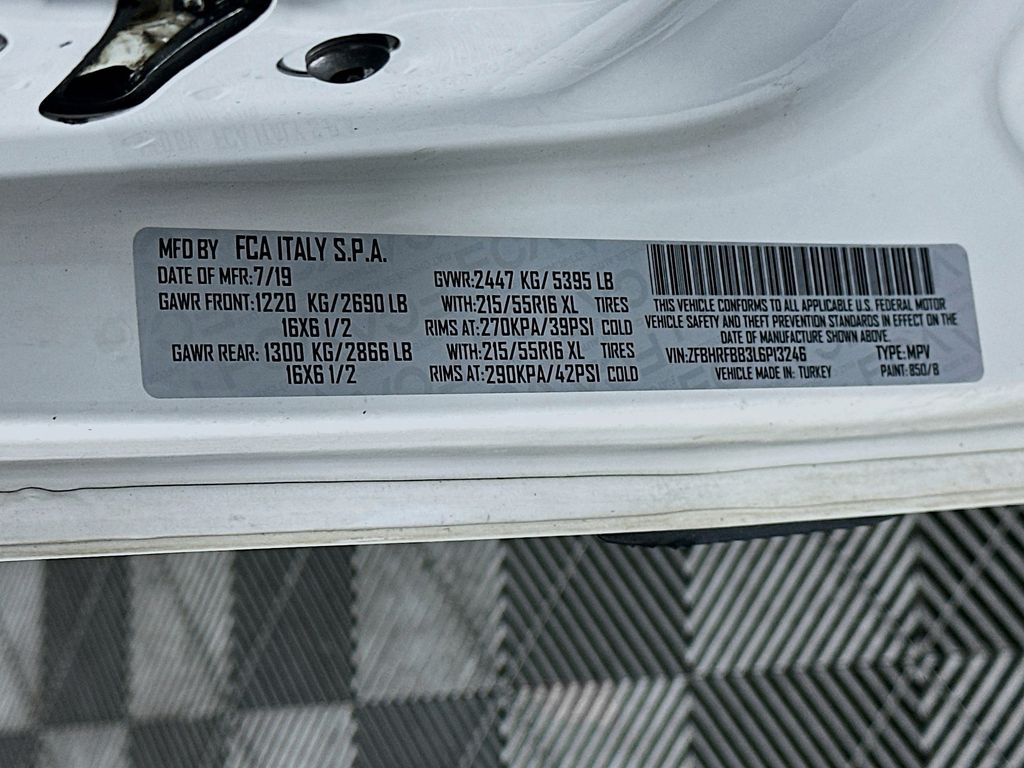 MFD BY FCA ITALY S.P.A.
DATE OF MFR: 7/19
GVWR: 2447 KG/ 5395 LB
GAWR FRONT: 1220 KG/2690 LB
WITH: 215/55R16 XL TIRES
16X6 1/2
RIMS AT: 270KPA/39PSI COLD
GAWR REAR: 1300 KG/2866 LB
WITH: 215/55R16 XL TIRES
16X6 1/2
RIMS AT: 290KPA/42PSI COLD
THIS VEHICLE CONFORMS TO ALL APPLICABLE U.S. FEDERAL MOTOR
VEHICLE SAFETY AND THEFT PREVENTION STANDARDS IN EFFECT ON THE
DATE OF MANUFACTURE SHOWN ABOVE.
VIN: ZFBHRFBB3L6P13246 TYPE: MPV
VEHICLE MADE IN: TURKEY PAINT: 850/B